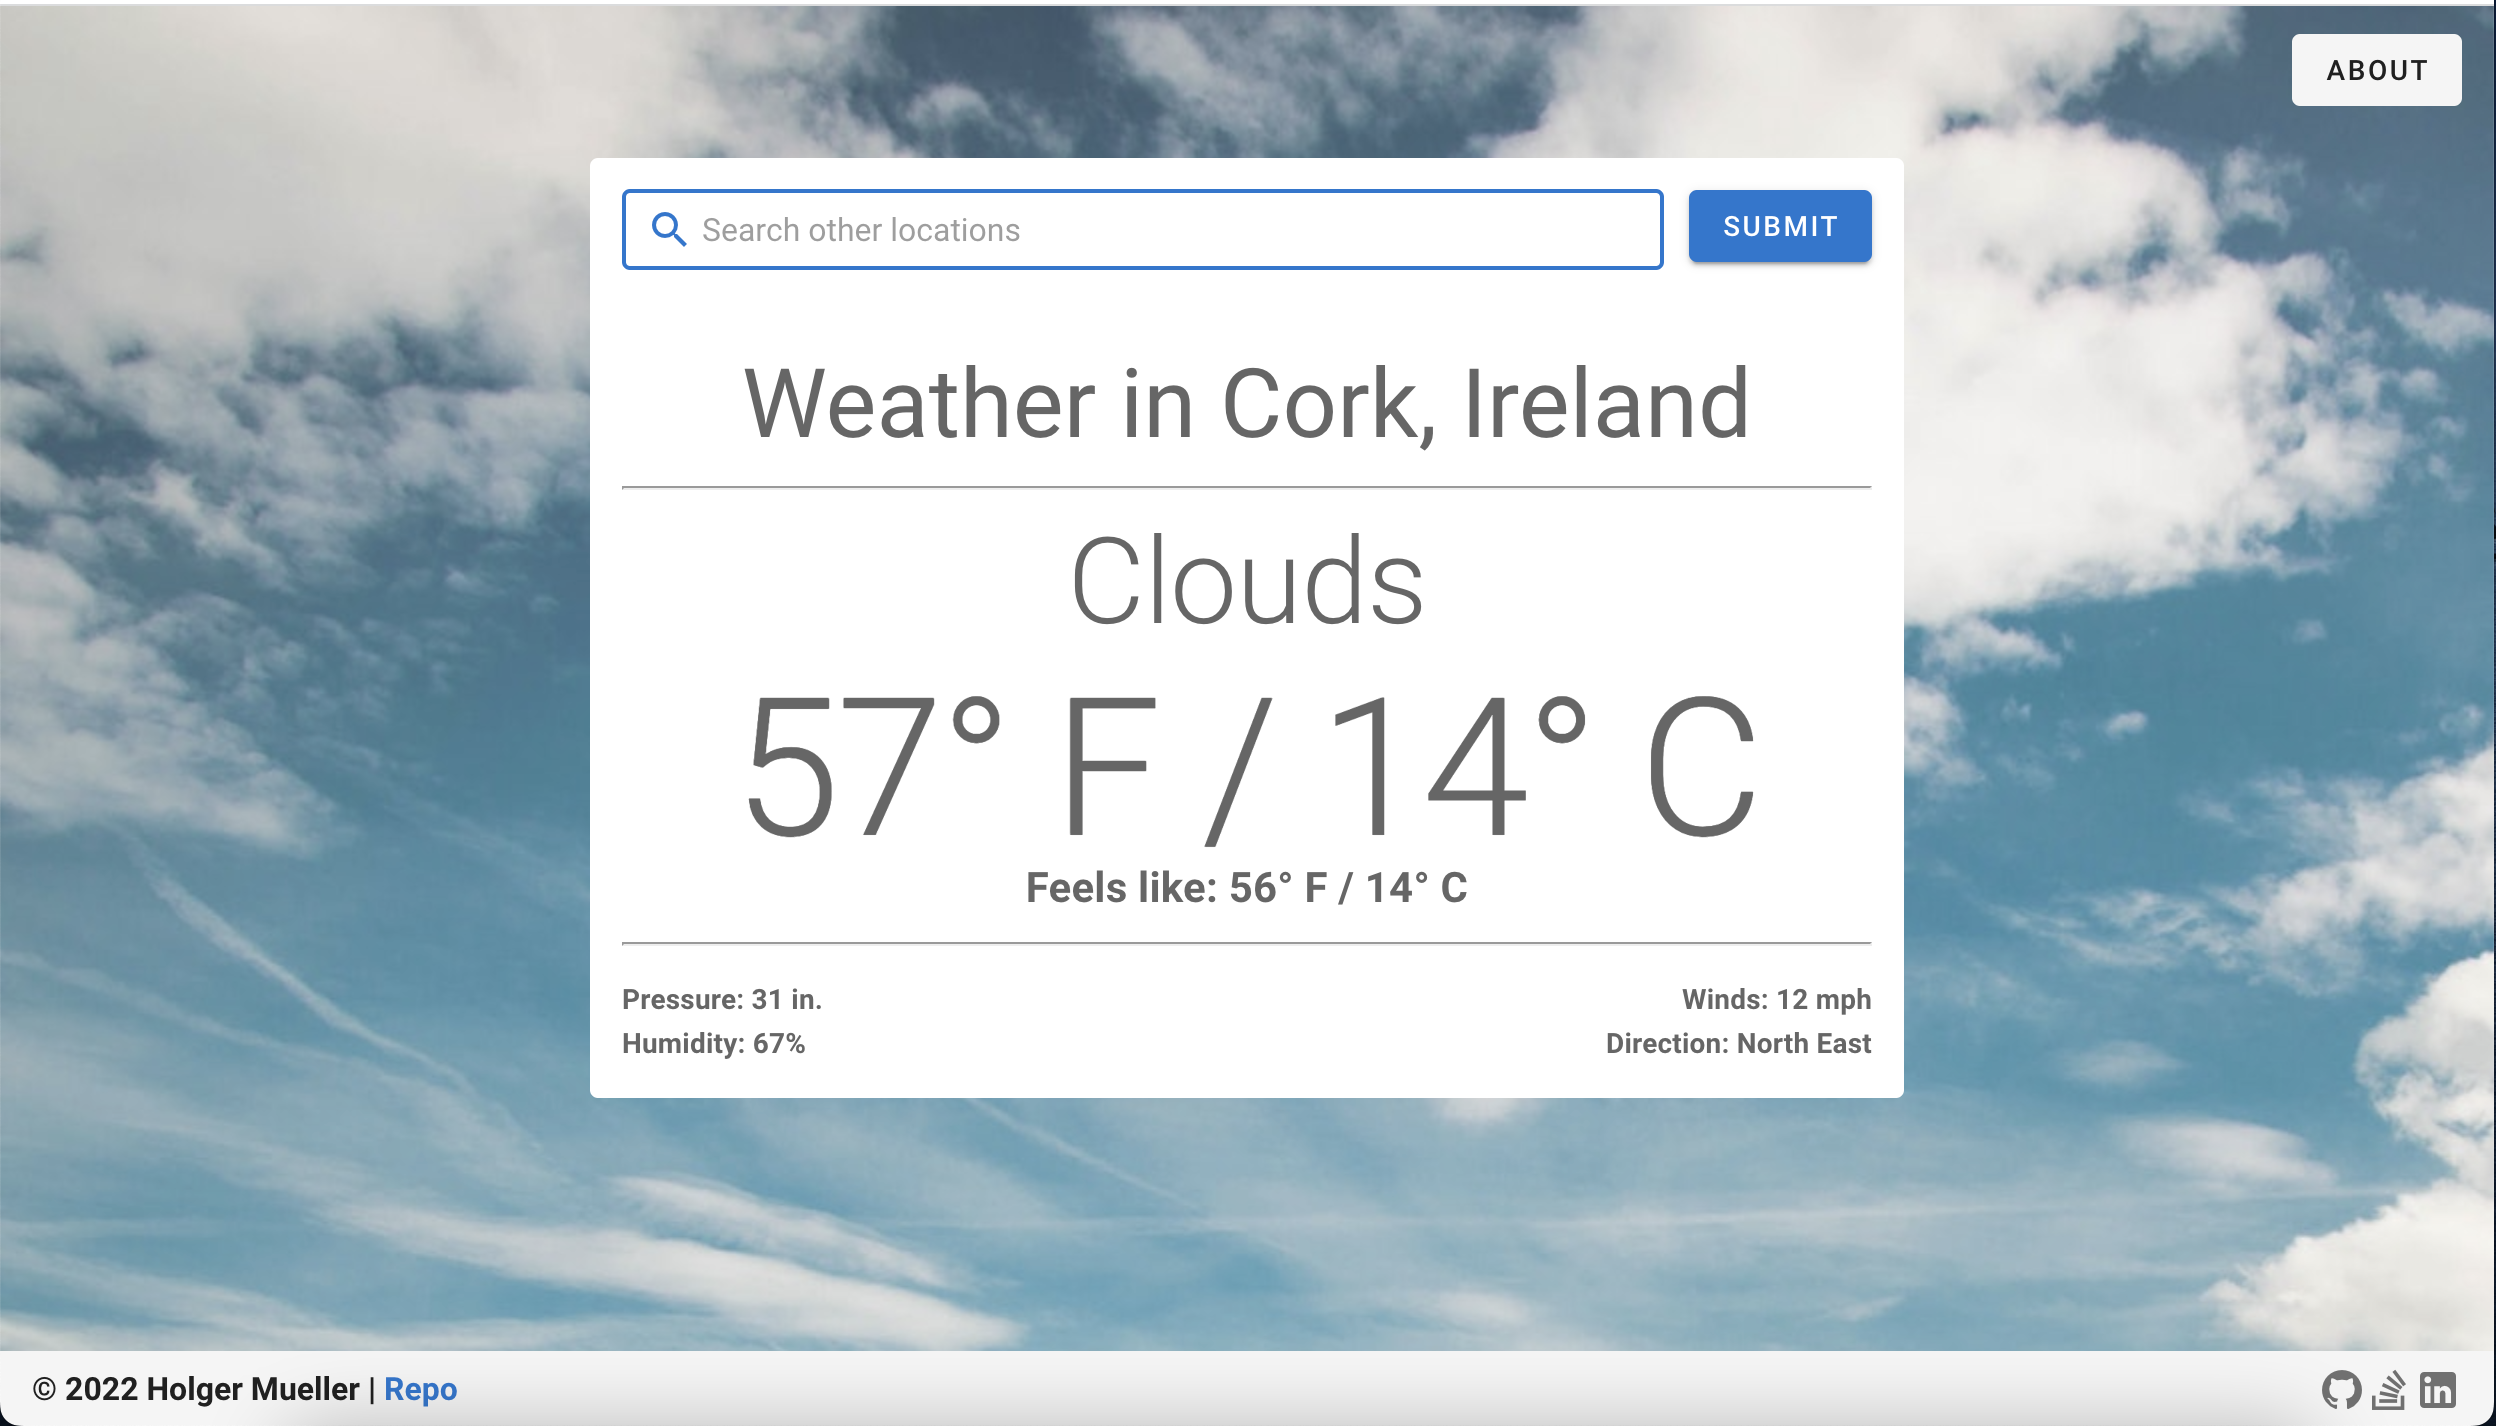 ABOUT
Search other locations
SUBMIT
Weather in Cork, Ireland
Clouds
57° F / 14° C
Feels like: 56° F / 14° C
Pressure: 31 in.
Winds: 12 mph
Humidity: 67%
Direction: North East
© 2022 Holger Mueller | Repo
in